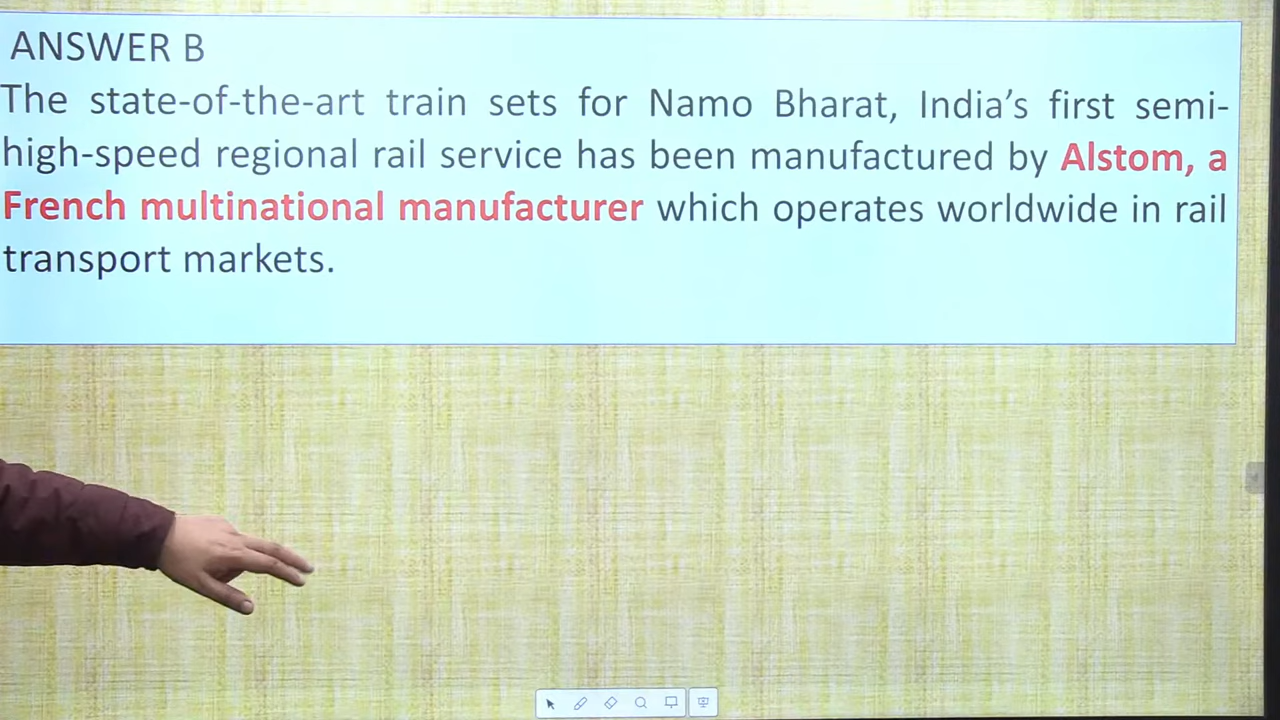 ANSWER B
The state-of-the-art train sets for Namo Bharat, India’s first semi-
high-speed regional rail service has been manufactured by Alstom, a
French multinational manufacturer which operates worldwide in rail
transport markets.